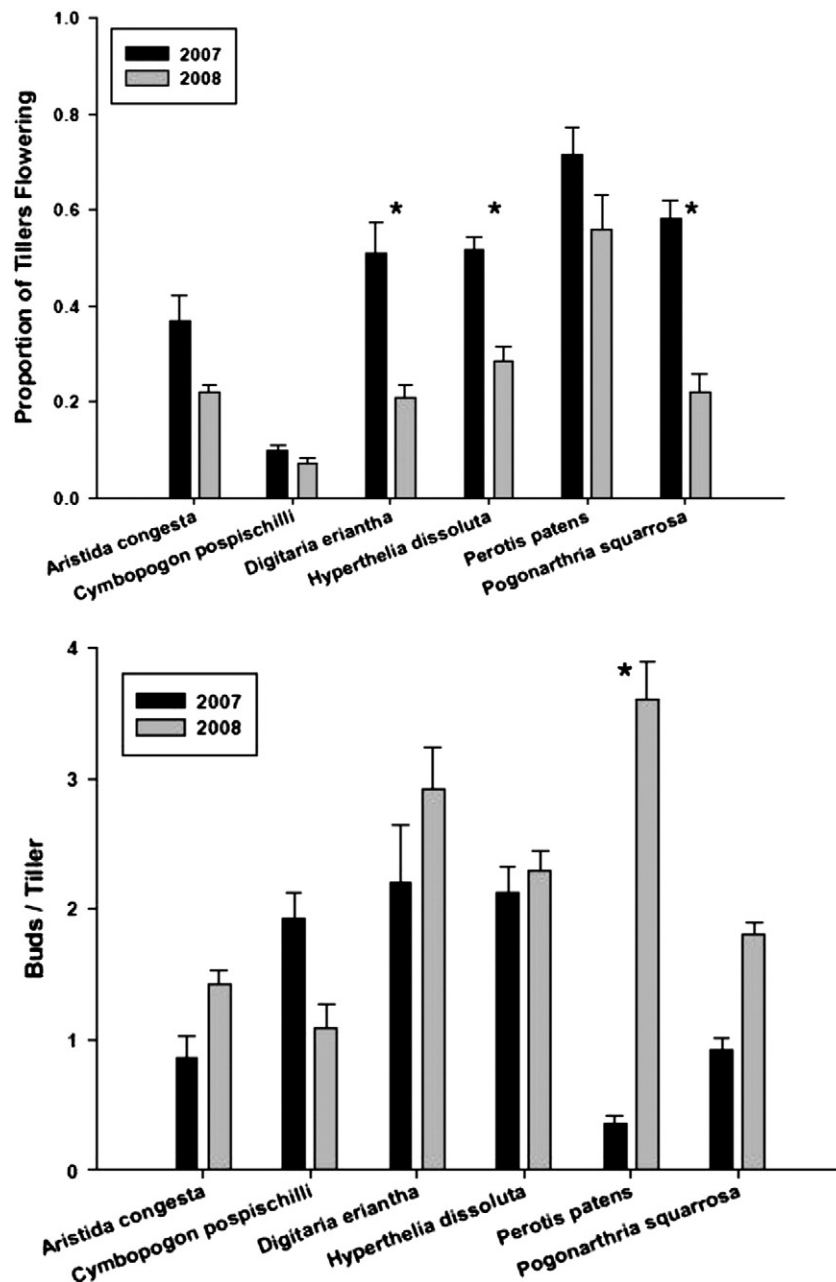 1.0
0.8
0.6
0.4
0.2
0.0
Proportion of Tillers Flowering
2007
2008
*
*
*
Aristida congesta
Cymbopogon pospischilli
Digitaria eriantha
Hyperthelia dissoluta
Perotis patens
Pogonarthria squarrosa
4
3
2
1
0
Buds / Tiller
2007
2008
*
Aristida congesta
Cymbopogon pospischilli
Digitaria eriantha
Hyperthelia dissoluta
Perotis patens
Pogonarthria squarrosa